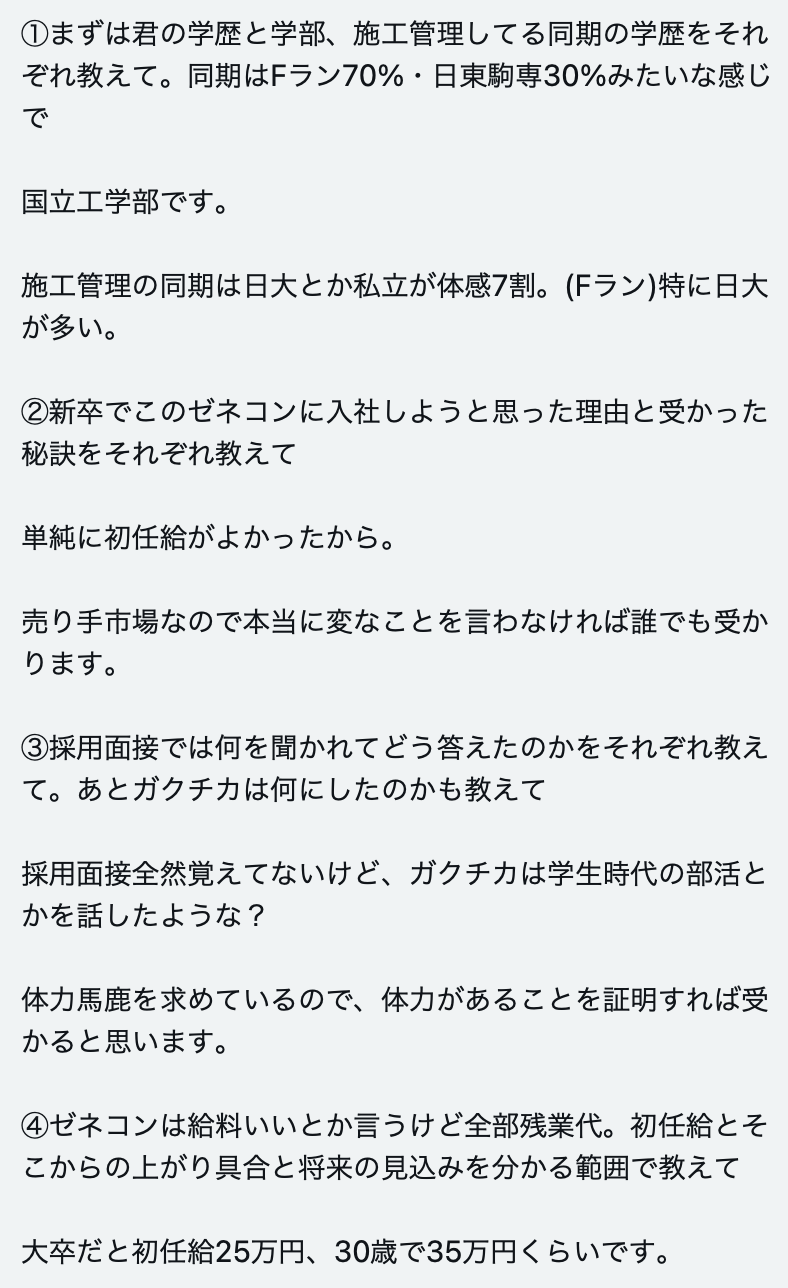 ①まずは君の学歴と学部、施工管理してる同期の学歴をそれ
ぞれ教えて。同期はFラン70%・日東駒専30%みたいな感じ
で
国立工学部です。
施工管理の同期は日大とか私立が体感7割。(Fラン)特に日大
が多い。
②新卒でこのゼネコンに入社しようと思った理由と受かった
秘訣をそれぞれ教えて
単純に初任給がよかったから。
売り手市場なので本当に変なことを言わなければ誰でも受か
ります。
③採用面接では何を聞かれてどう答えたのかをそれぞれ教え
て。あとガクチカは何にしたのかも教えて
採用面接全然覚えてないけど、ガクチカは学生時代の部活と
かを話したような？
体力馬鹿を求めているので、体力があることを証明すれば受
かると思います。
④ゼネコンは給料いいとか言うけど全部残業代。初任給とそ
こからの上がり具合と将来の見込みを分かる範囲で教えて
大卒だと初任給25万円、30歳で35万円くらいです。